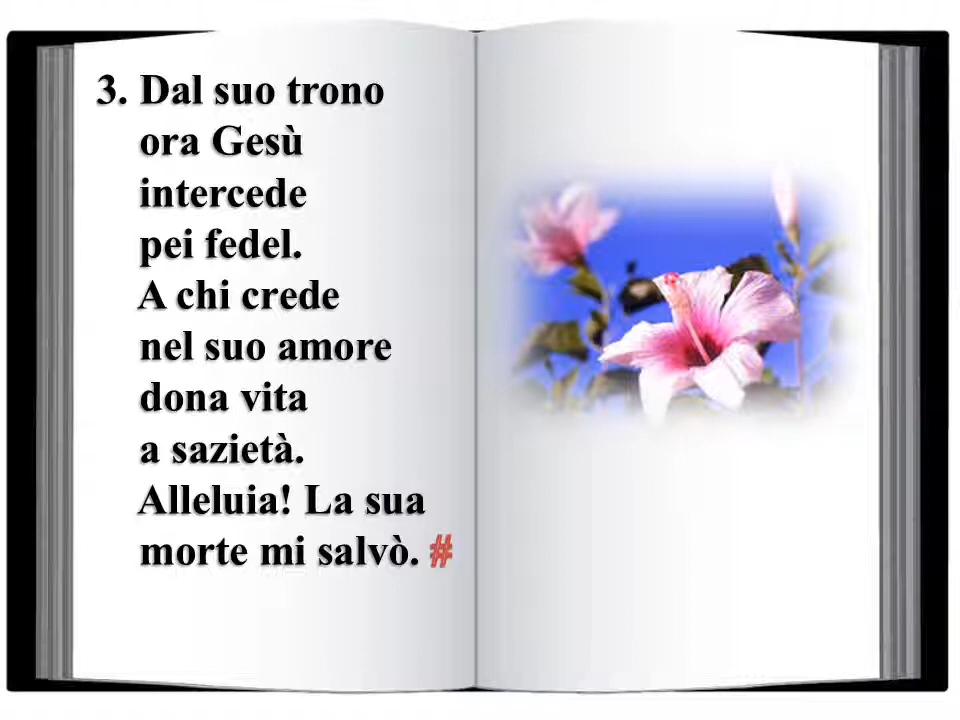 3. Dal suo trono
ora Gesù
intercede
pei fedel.
A chi crede
nel suo amore
dona vita
a sazietà.
Alleluia! La sua
morte mi salvò. #